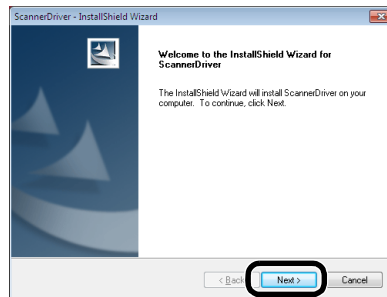 ScannerDriver - InstallShield Wizard
Welcome to the InstallShield Wizard for
ScannerDriver
The InstallShield Wizard will install ScannerDriver on your
computer. To continue, click Next.
< Back Next > Cancel